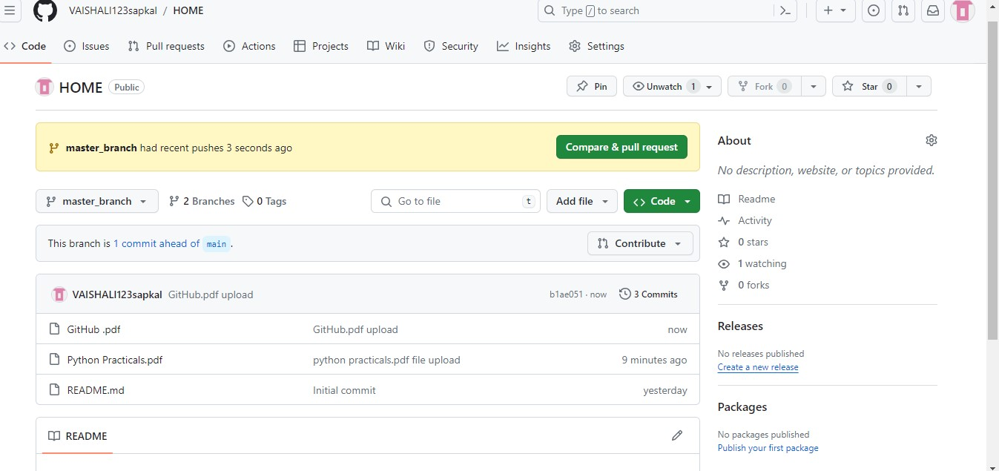 VAISHALI123sapkal / HOME
Type / to search
Code Issues Pull requests Actions Projects Wiki Security Insights Settings
HOME Public
Pin Unwatch 1 Fork 0 Star 0
master_branch had recent pushes 3 seconds ago
Compare & pull request
master_branch 2 Branches 0 Tags
Go to file t
Add file
Code
This branch is 1 commit ahead of main .
Contribute
VAISHALI123sapkal GitHub.pdf upload b1ae051 · now 3 Commits
GitHub .pdf GitHub.pdf upload now
Python Practicals.pdf python practicals.pdf file upload 9 minutes ago
README.md Initial commit yesterday
README
About
No description, website, or topics provided.
Readme
Activity
0 stars
1 watching
0 forks
Releases
No releases published
Create a new release
Packages
No packages published
Publish your first package